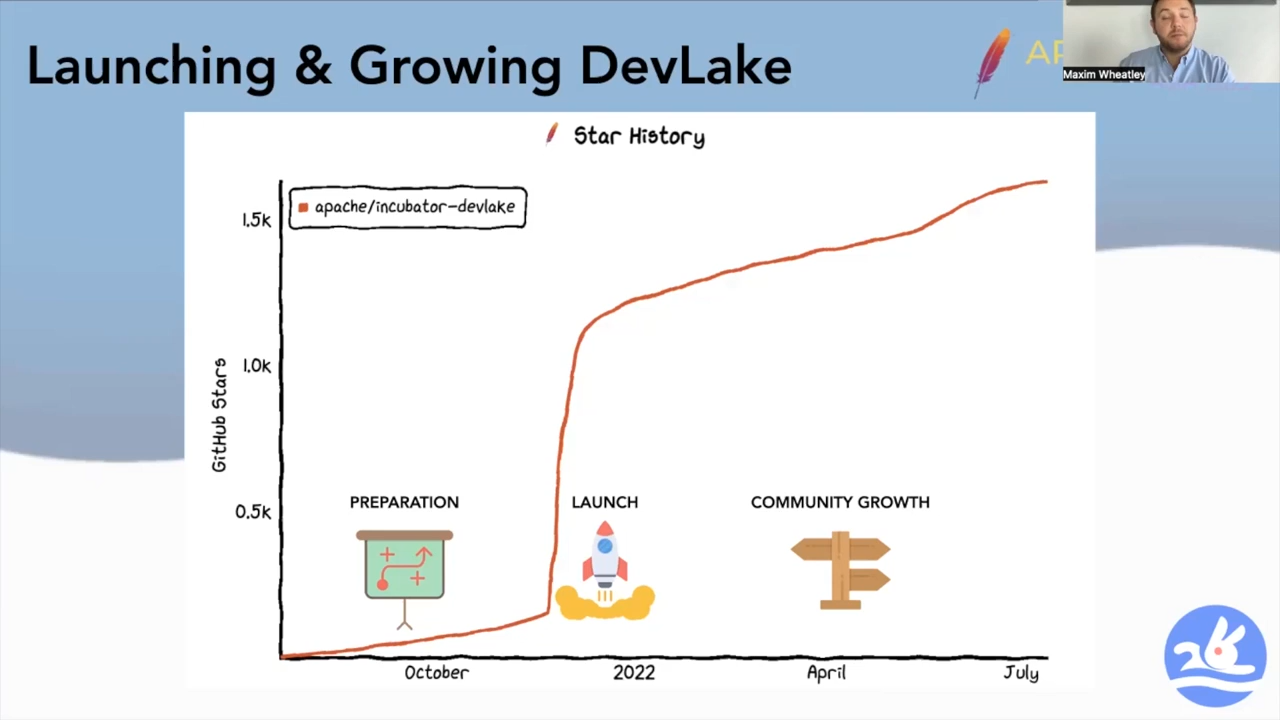 Launching & Growing DevLake
AP
Maxim Wheatley
Star History
apache/incubator-devlake
1.5k
1.0k
0.5k
GitHub Stars
PREPARATION
LAUNCH
COMMUNITY GROWTH
October
2022
April
July